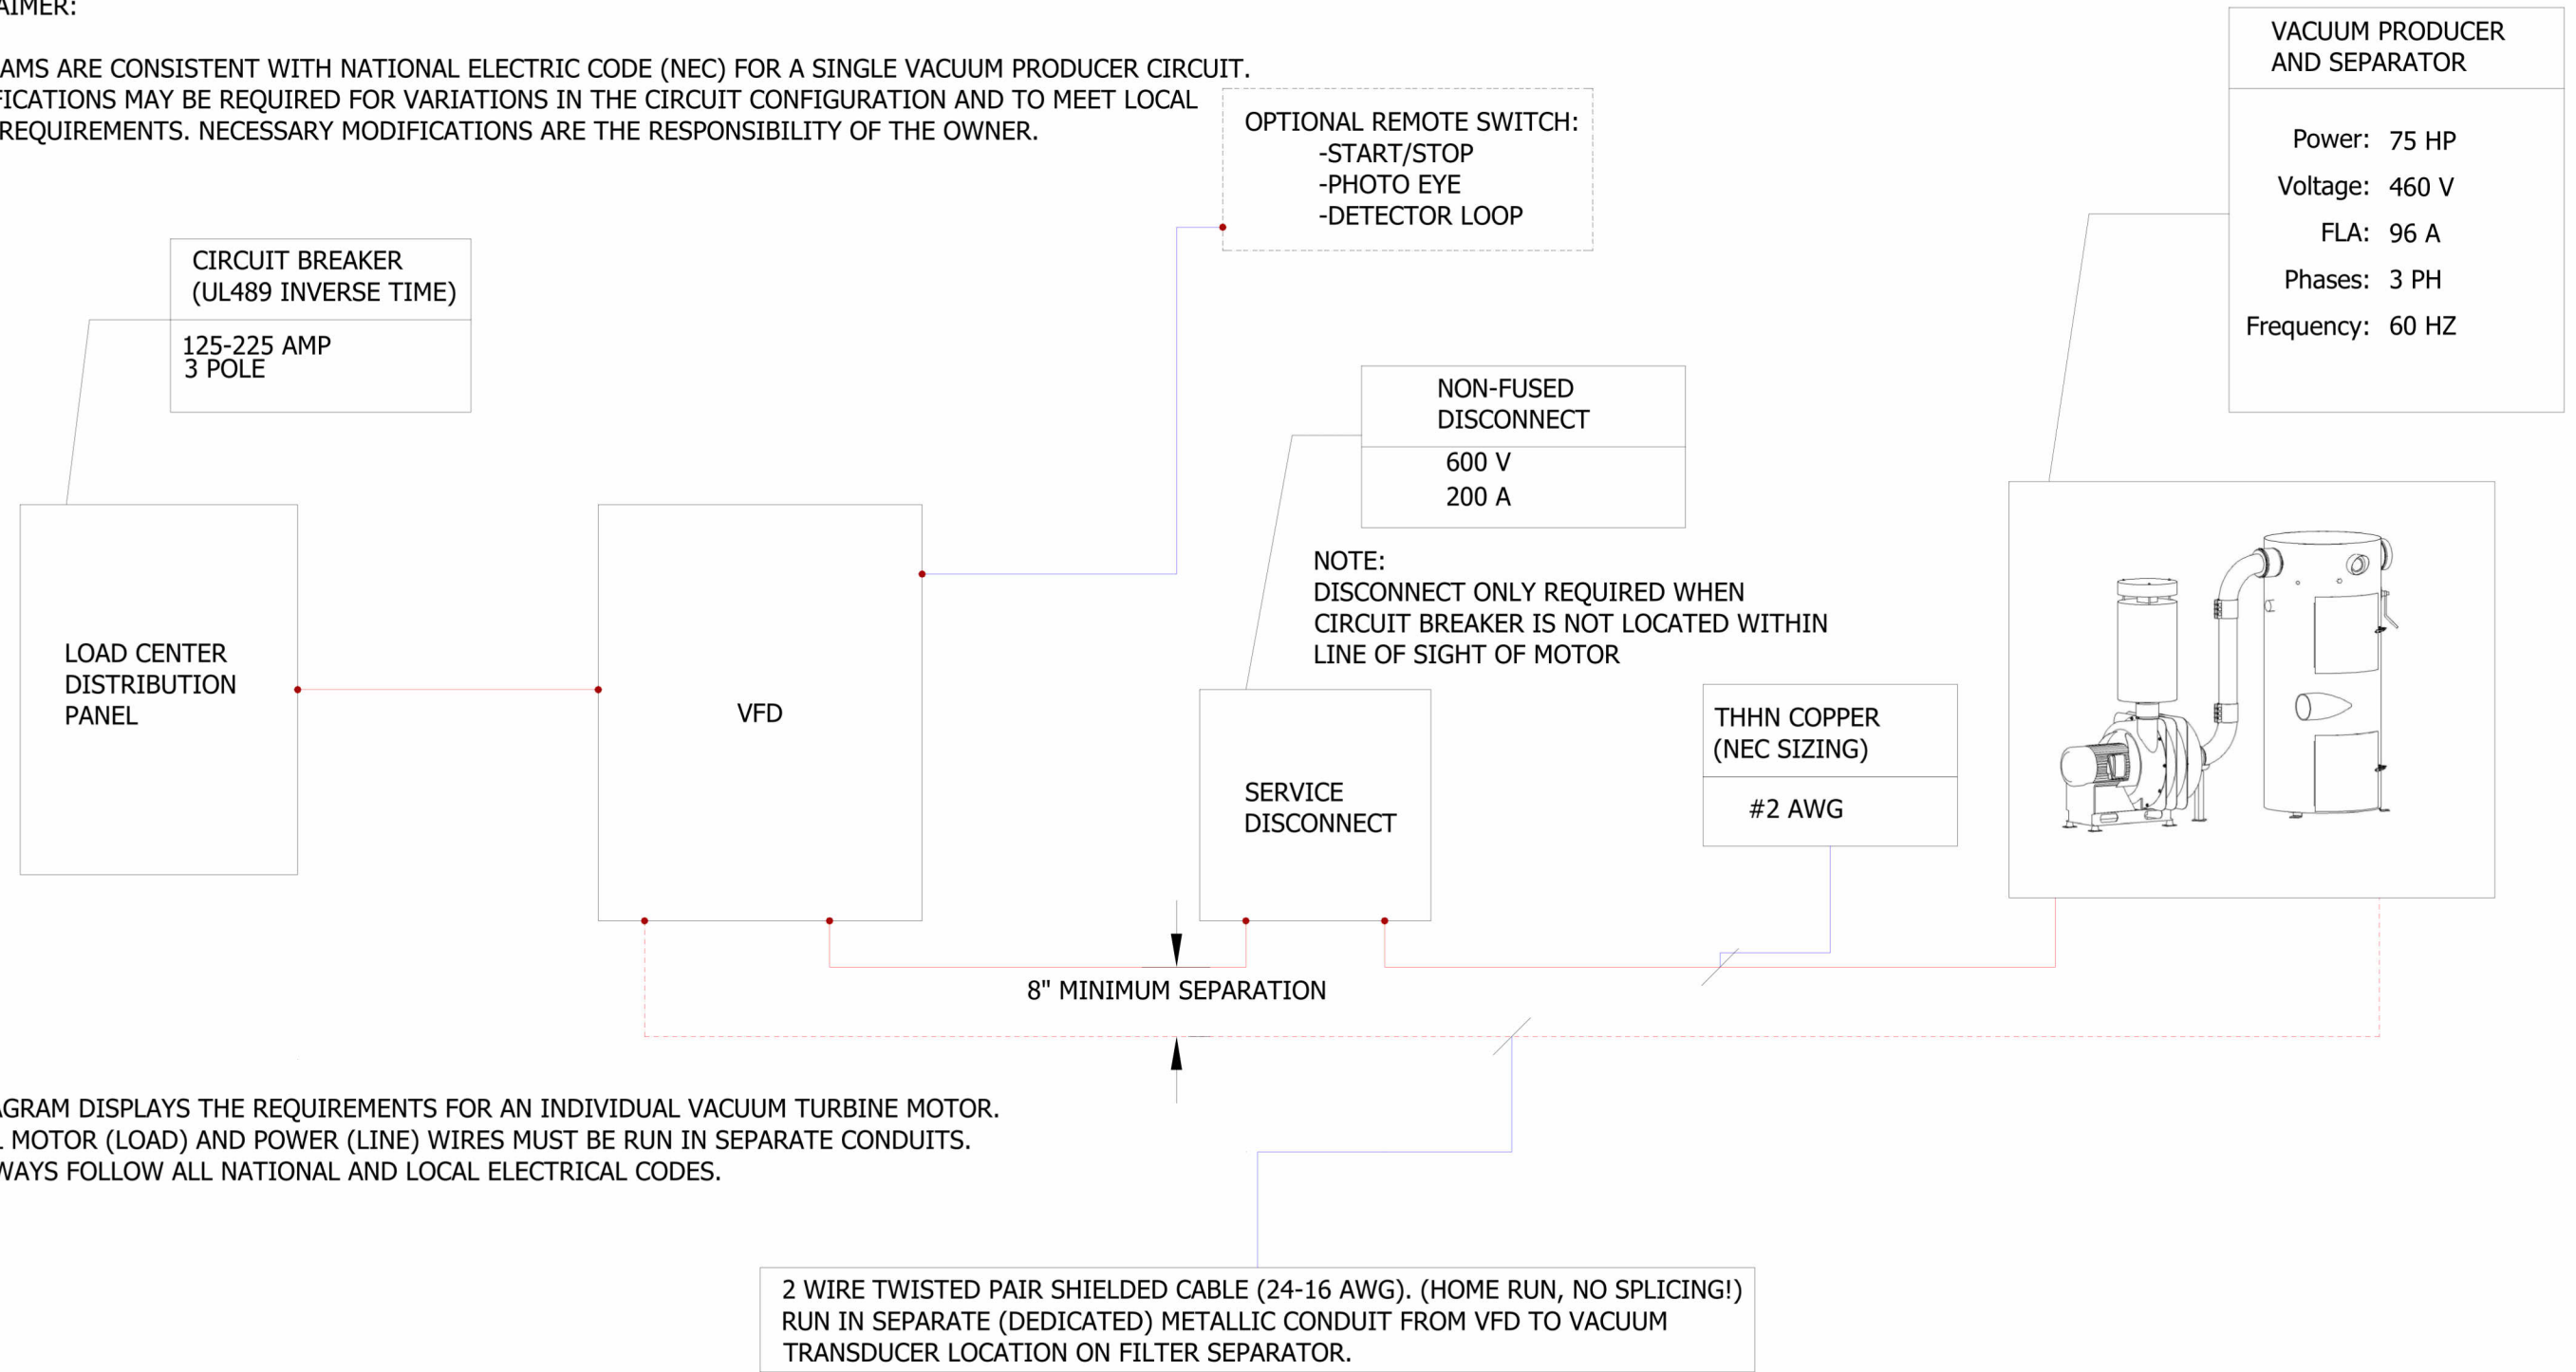 AIMER:
AMS ARE CONSISTENT WITH NATIONAL ELECTRIC CODE (NEC) FOR A SINGLE VACUUM PRODUCER CIRCUIT.
FICATIONS MAY BE REQUIRED FOR VARIATIONS IN THE CIRCUIT CONFIGURATION AND TO MEET LOCAL
REQUIREMENTS. NECESSARY MODIFICATIONS ARE THE RESPONSIBILITY OF THE OWNER.
VACUUM PRODUCER
AND SEPARATOR
Power: 75 HP
Voltage: 460 V
FLA: 96 A
Phases: 3 PH
Frequency: 60 HZ
OPTIONAL REMOTE SWITCH:
-START/STOP
-PHOTO EYE
-DETECTOR LOOP
CIRCUIT BREAKER
(UL489 INVERSE TIME)
125-225 AMP
3 POLE
NON-FUSED
DISCONNECT
600 V
200 A
NOTE:
DISCONNECT ONLY REQUIRED WHEN
CIRCUIT BREAKER IS NOT LOCATED WITHIN
LINE OF SIGHT OF MOTOR
LOAD CENTER
DISTRIBUTION
PANEL
VFD
SERVICE
DISCONNECT
THHN COPPER
(NEC SIZING)
#2 AWG
8" MINIMUM SEPARATION
AGRAM DISPLAYS THE REQUIREMENTS FOR AN INDIVIDUAL VACUUM TURBINE MOTOR.
L MOTOR (LOAD) AND POWER (LINE) WIRES MUST BE RUN IN SEPARATE CONDUITS.
WAYS FOLLOW ALL NATIONAL AND LOCAL ELECTRICAL CODES.
2 WIRE TWISTED PAIR SHIELDED CABLE (24-16 AWG). (HOME RUN, NO SPLICING!)
RUN IN SEPARATE (DEDICATED) METALLIC CONDUIT FROM VFD TO VACUUM
TRANSDUCER LOCATION ON FILTER SEPARATOR.